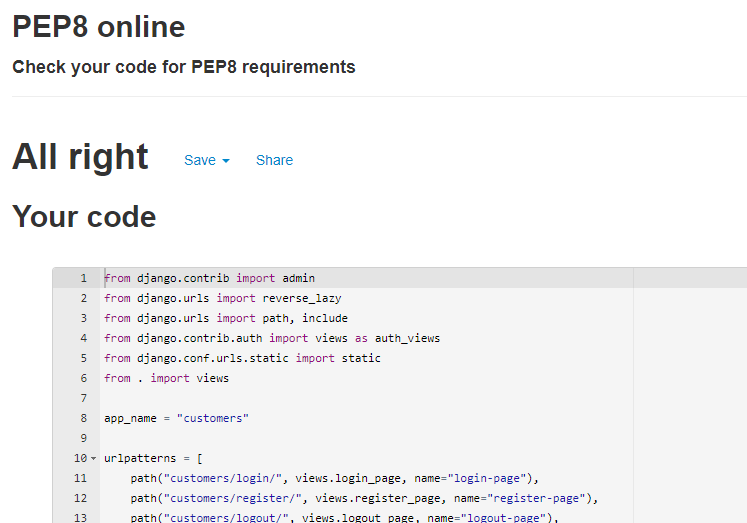 PEP8 online
Check your code for PEP8 requirements
All right Save Share
Your code
1 from django.contrib import admin
2 from django.urls import reverse_lazy
3 from django.urls import path, include
4 from django.contrib.auth import views as auth_views
5 from django.conf.urls.static import static
6 from . import views
7
8 app_name = "customers"
9
10 urlpatterns = [
11 path("customers/login/", views.login_page, name="login-page"),
12 path("customers/register/", views.register_page, name="register-page"),
13 path("customers/logout/", views.logout_page, name="logout-page"),